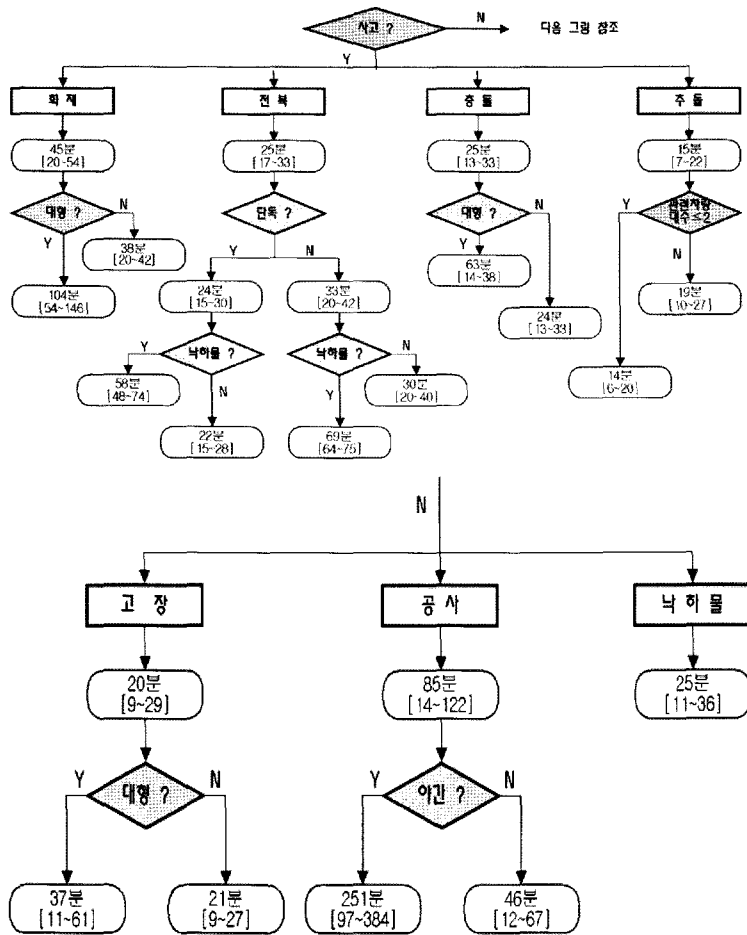 사고 ?
N
다음 그림 참조
Y
화 재
전 복
충 돌
추 돌
45분
[20~54]
25분
[17~33]
25분
[13~33]
15분
[7~22]
대형 ?
N
단독 ?
대형 ?
Y
관련차량
대수≤2
Y
38분
[20~42]
Y
N
Y
N
N
63분
[14~38]
104분
[54~146]
24분
[15~30]
33분
[20~42]
19분
[10~27]
24분
[13~33]
Y
낙하물 ?
Y
낙하물 ?
N
58분
[48~74]
N
Y
30분
[20~40]
14분
[6~20]
22분
[15~28]
69분
[64~75]
N
고 장
공 사
낙 하 물
20분
[9~29]
85분
[14~122]
25분
[11~36]
Y
대형 ?
N
Y
야간 ?
N
37분
[11~61]
21분
[9~27]
251분
[97~384]
46분
[12~67]